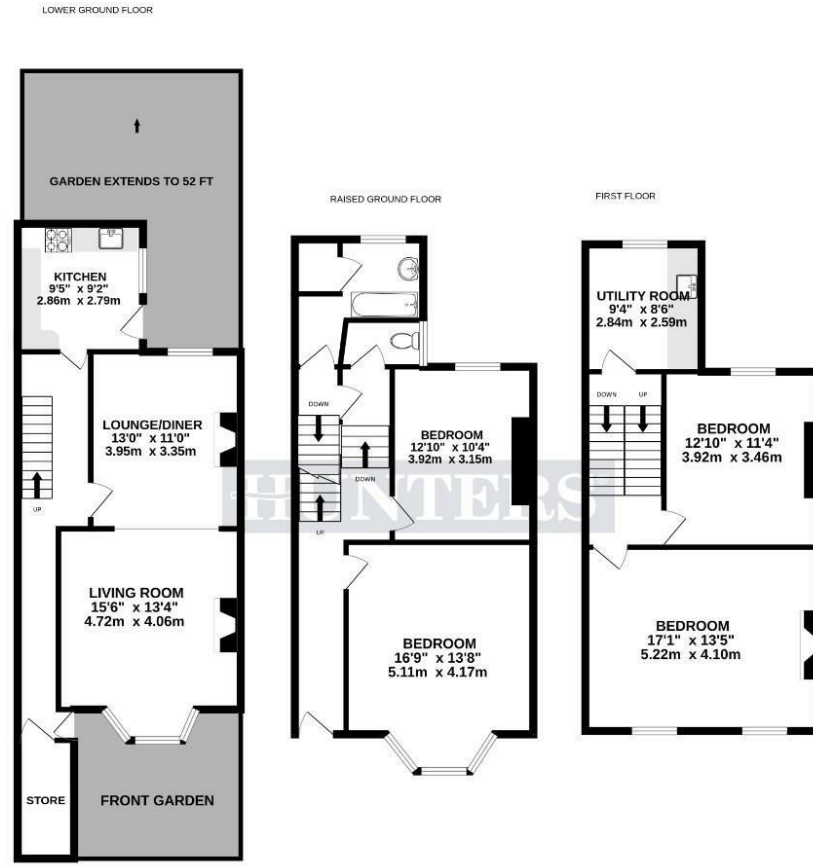 LOWER GROUND FLOOR
GARDEN EXTENDS TO 52 FT
KITCHEN
9'5" x 9'2"
2.86m x 2.79m
LOUNGE/DINER
13'0" x 11'0"
3.95m x 3.35m
UP
LIVING ROOM
15'6" x 13'4"
4.72m x 4.06m
STORE
FRONT GARDEN
RAISED GROUND FLOOR
DOWN
DOWN
UP
BEDROOM
12'10" x 10'4"
3.92m x 3.15m
BEDROOM
16'9" x 13'8"
5.11m x 4.17m
HUNTERS
FIRST FLOOR
UTILITY ROOM
9'4" x 8'6"
2.84m x 2.59m
DOWN
UP
BEDROOM
12'10" x 11'4"
3.92m x 3.46m
BEDROOM
17'1" x 13'5"
5.22m x 4.10m